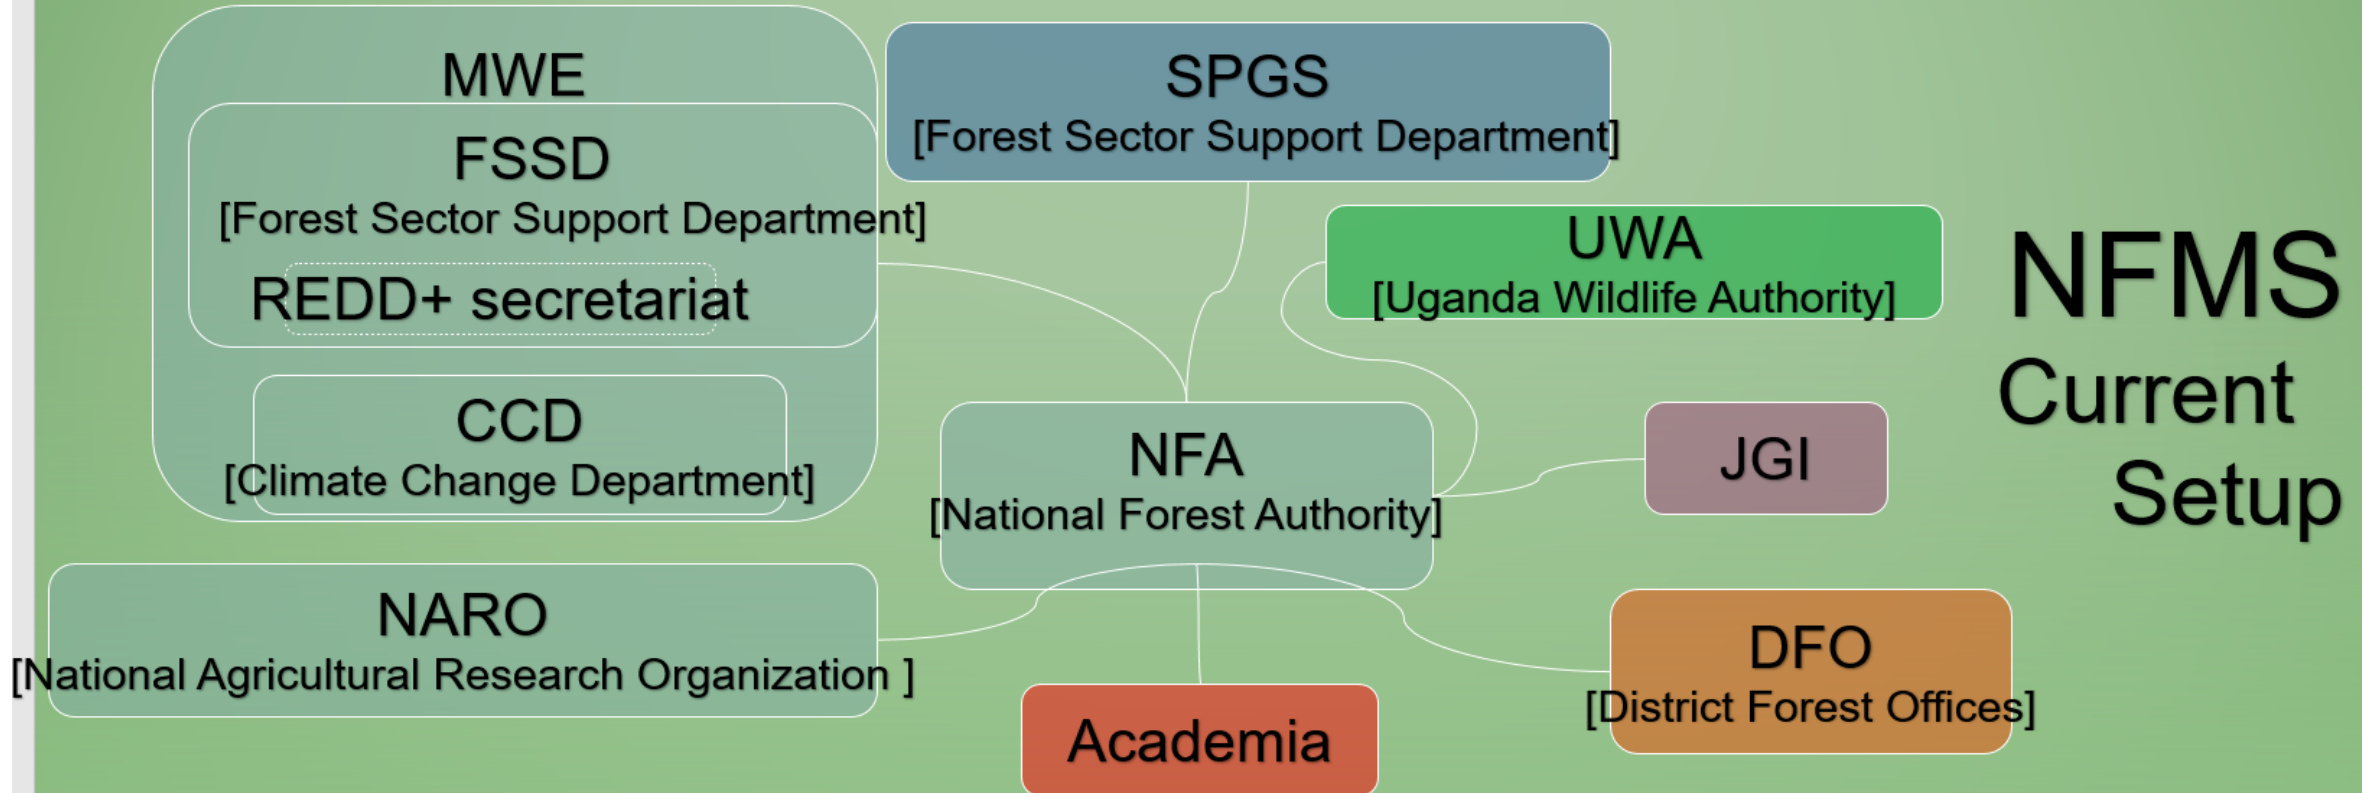 MWE
FSSD
[Forest Sector Support Department]
REDD+ secretariat
CCD
[Climate Change Department]
SPGS
[Forest Sector Support Department]
UWA
[Uganda Wildlife Authority]
NFMS
Current
Setup
NFA
[National Forest Authority]
JGI
NARO
[National Agricultural Research Organization ]
Academia
DFO
[District Forest Offices]